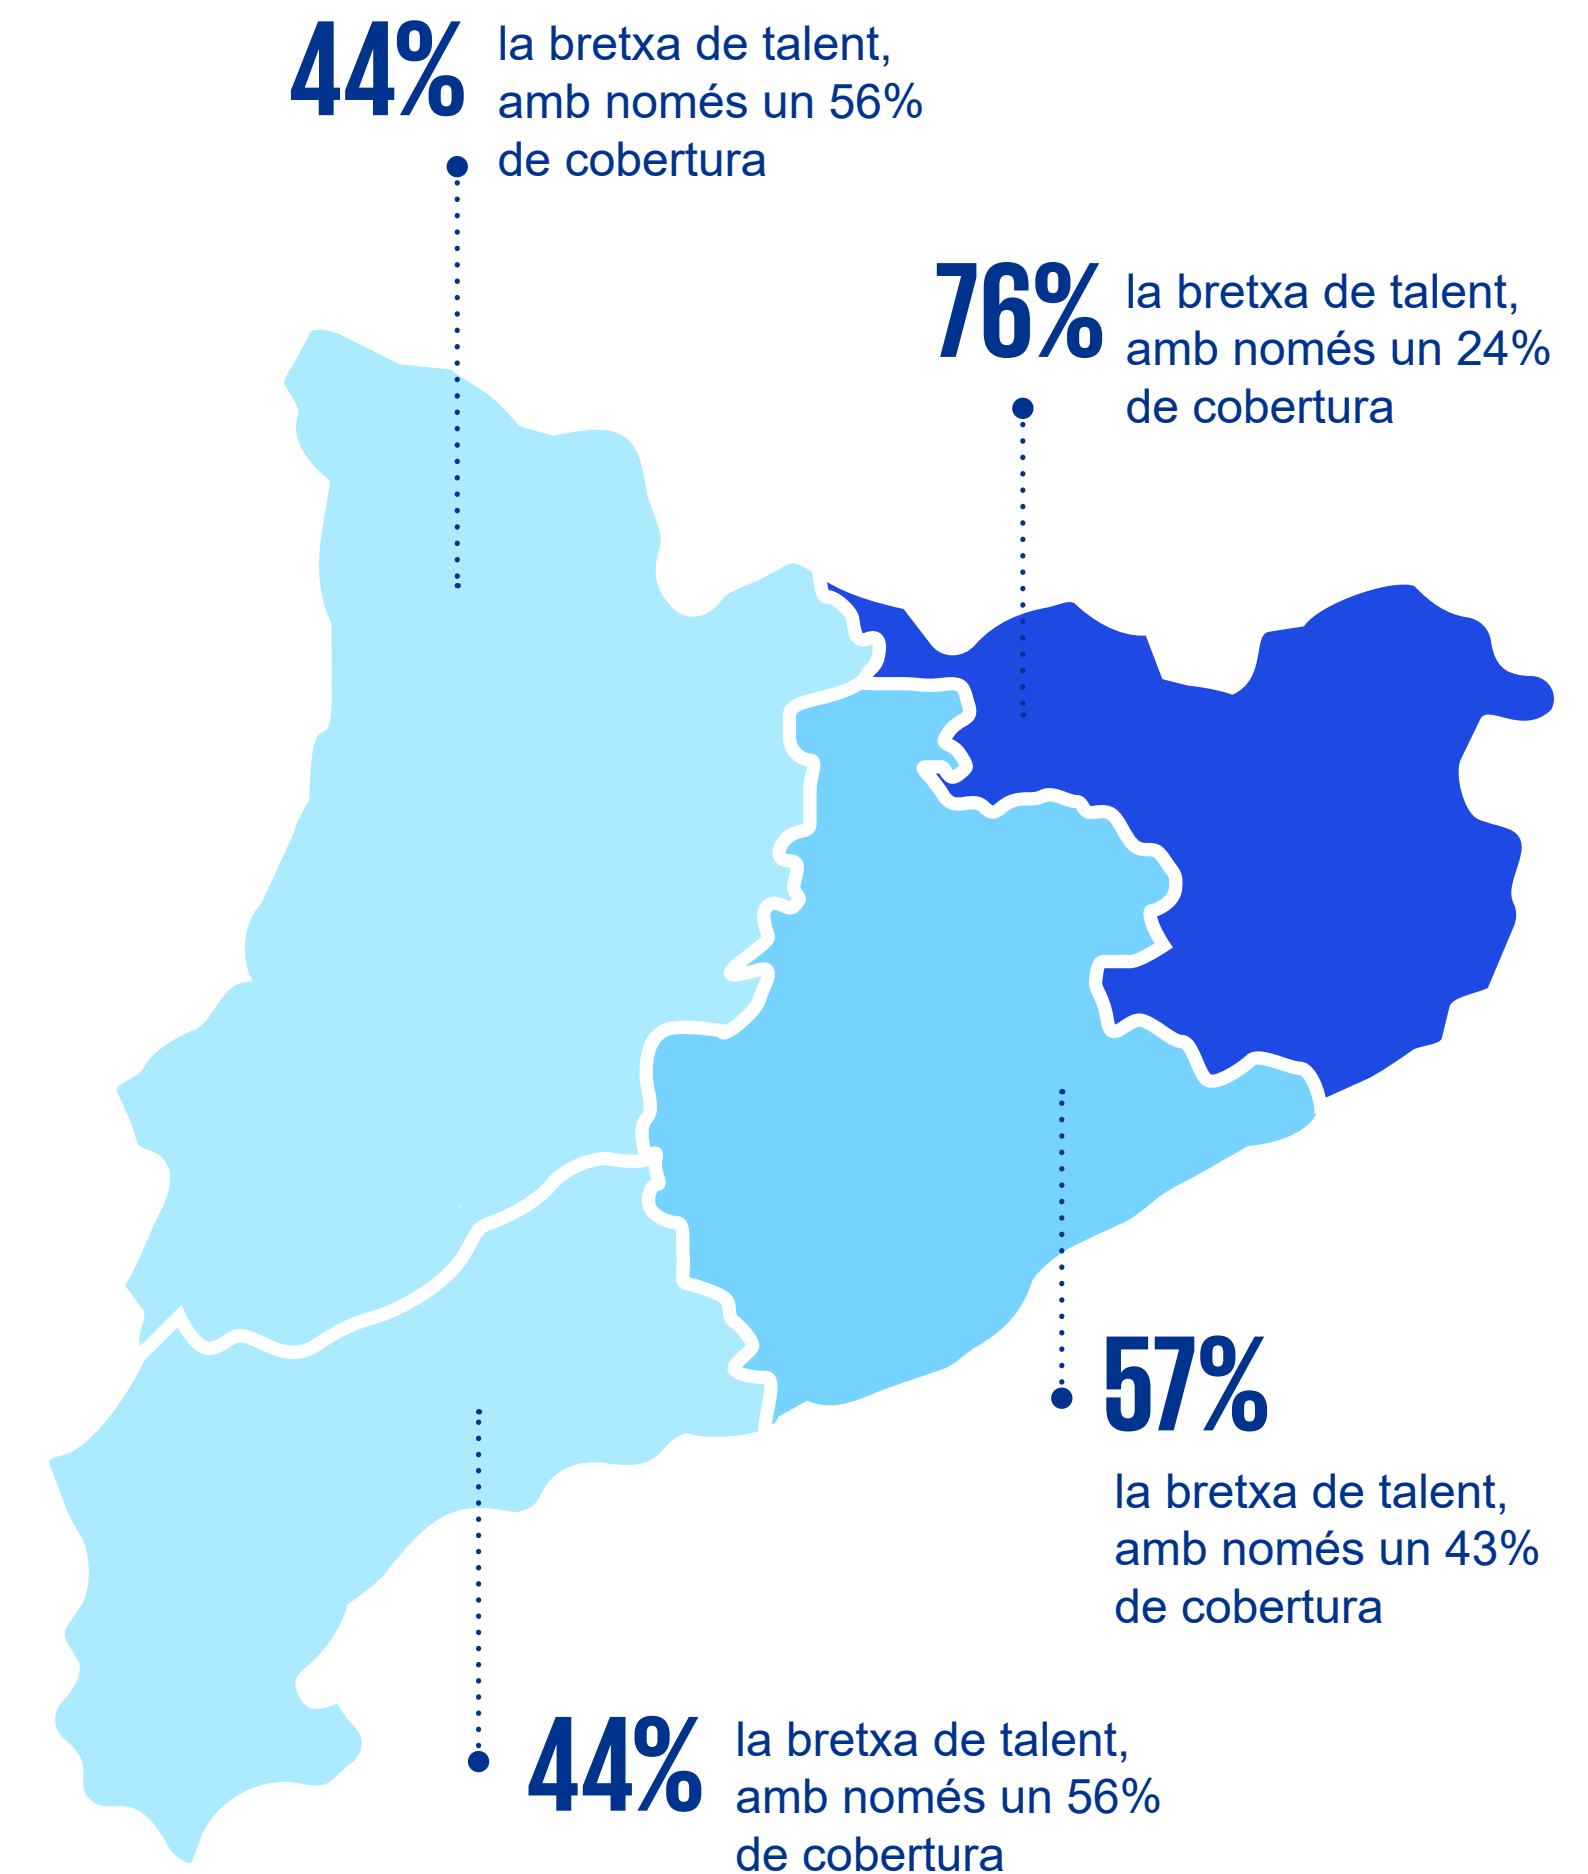 44%
la bretxa de talent,
amb només un 56%
de cobertura
76%
la bretxa de talent,
amb només un 24%
de cobertura
57%
la bretxa de talent,
amb només un 43%
de cobertura
44%
la bretxa de talent,
amb només un 56%
de cobertura